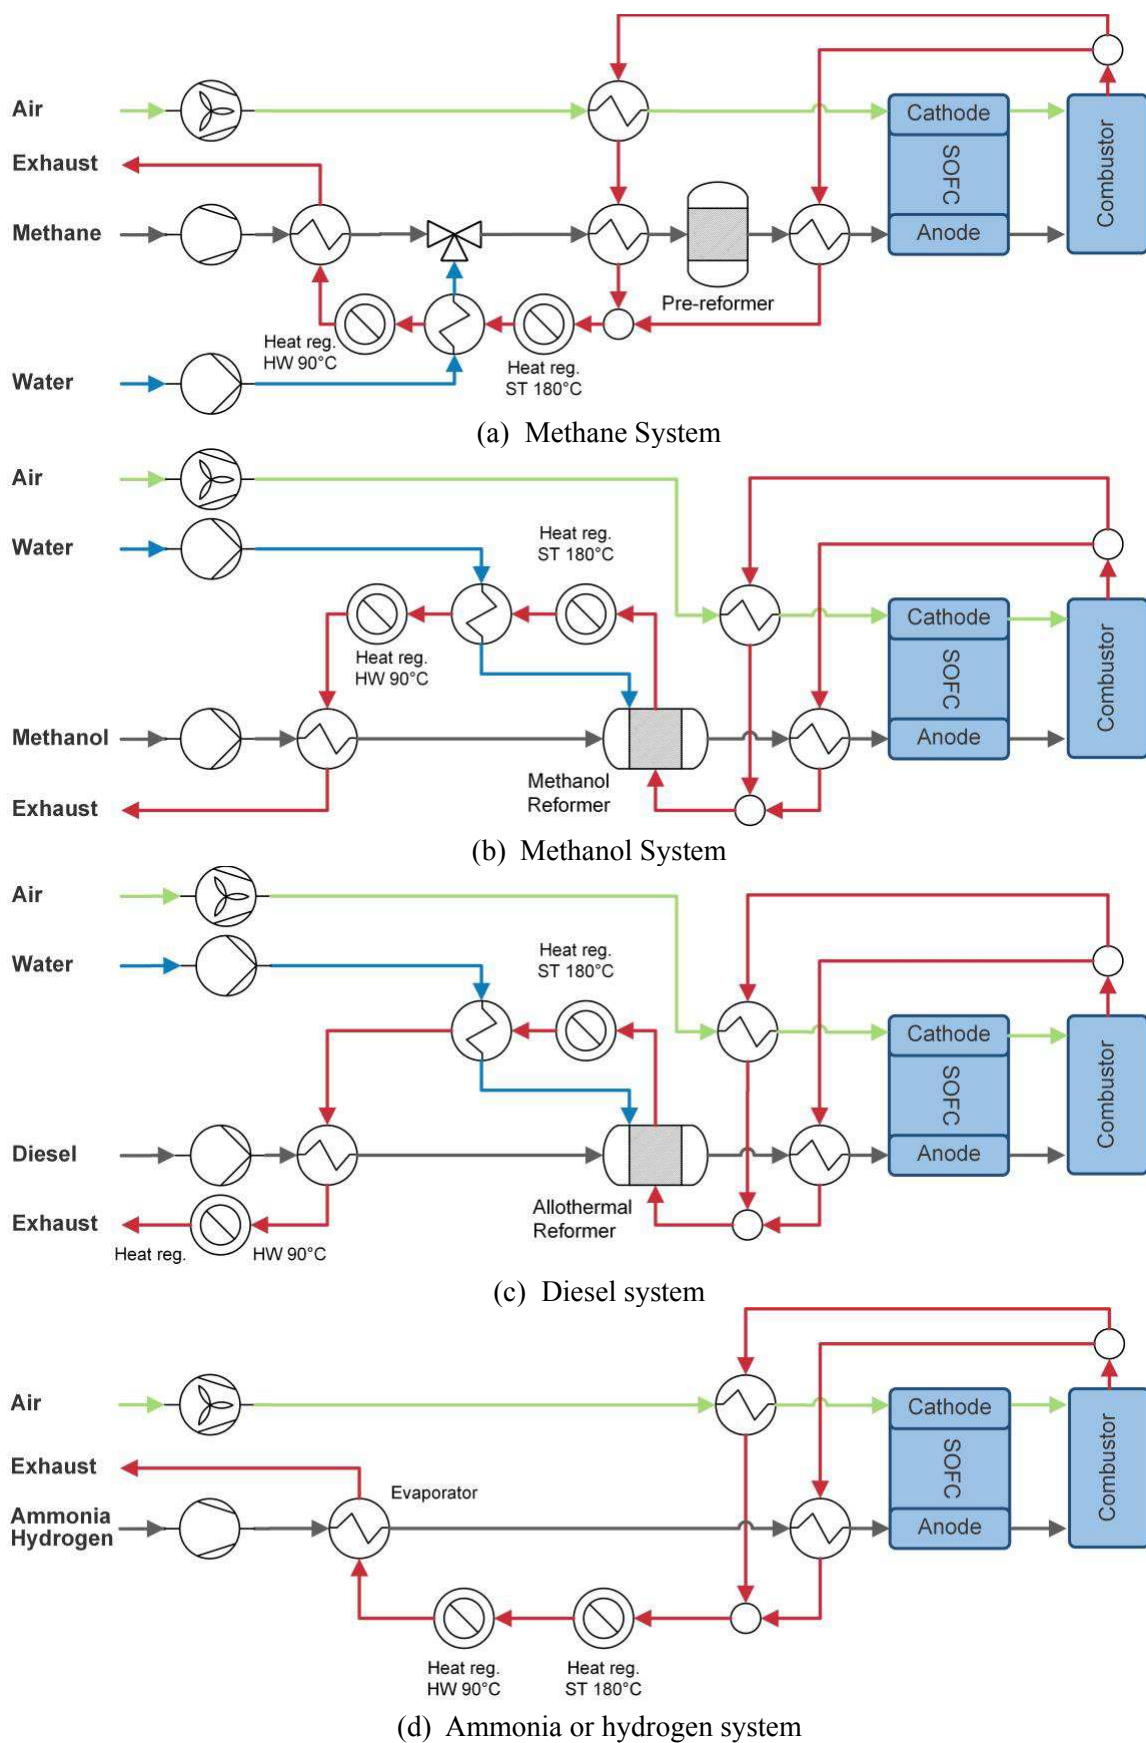 Air
Cathode
SOFC
Anode
Combustor
Exhaust
Methane
Pre-reformer
Heat reg.
HW 90°C
Heat reg.
ST 180°C
Water
(a) Methane System
Air
Water
Heat reg.
ST 180°C
Heat reg.
HW 90°C
Cathode
SOFC
Anode
Combustor
Methanol
Methanol
Reformer
Exhaust
(b) Methanol System
Air
Water
Heat reg.
ST 180°C
Cathode
SOFC
Anode
Combustor
Diesel
Allothermal
Reformer
Exhaust
Heat reg.
HW 90°C
(c) Diesel system
Air
Cathode
SOFC
Anode
Combustor
Exhaust
Evaporator
Ammonia
Hydrogen
Heat reg.
HW 90°C
Heat reg.
ST 180°C
(d) Ammonia or hydrogen system